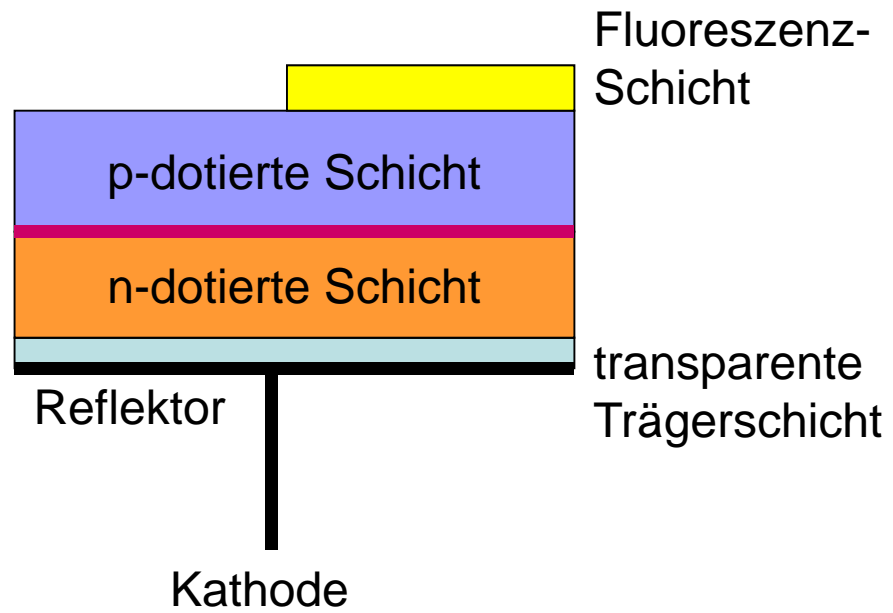 Fluoreszenz-
Schicht
p-dotierte Schicht
n-dotierte Schicht
transparente
Trägerschicht
Reflektor
Kathode